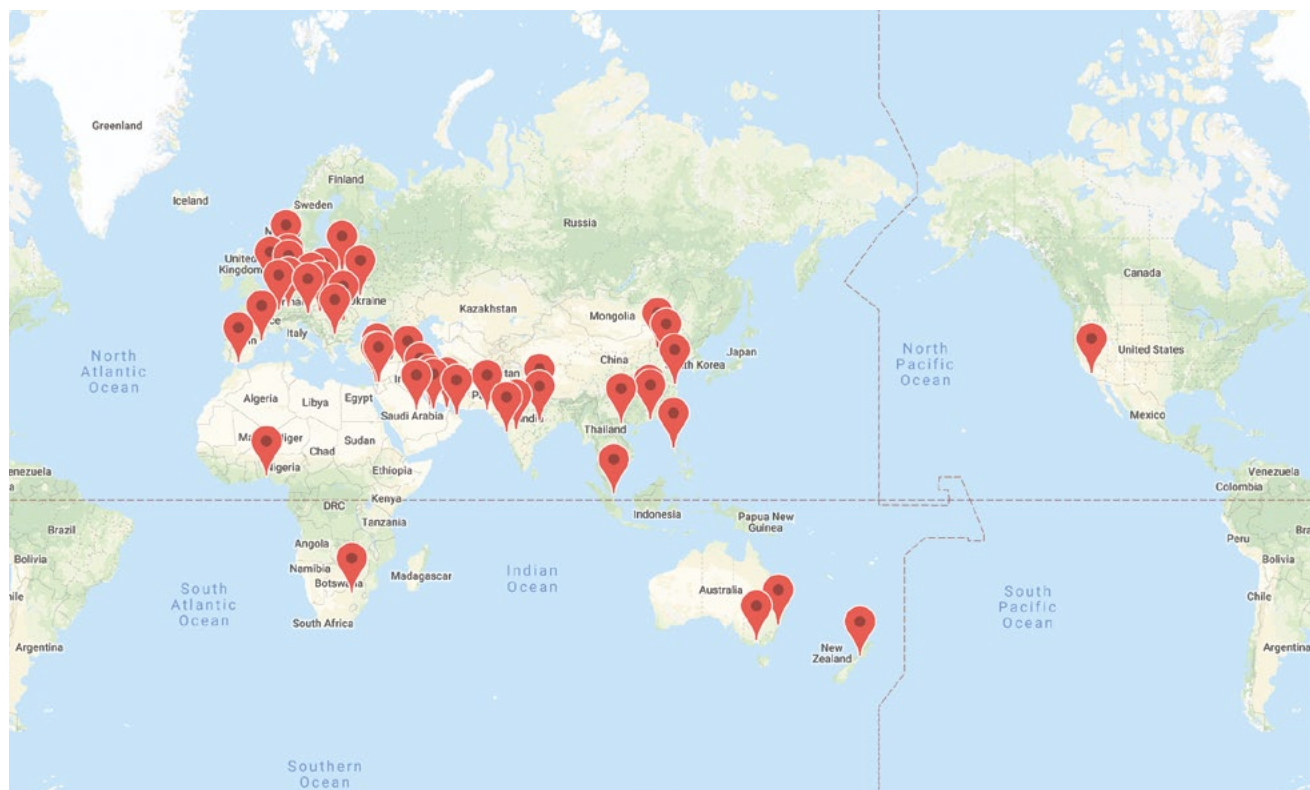 Greenland
Iceland
Finland
Sweden
Russia
United
Kingdom
Ukraine
Kazakhstan
Mongolia
Italy
China
Japan
North
Atlantic
Ocean
North
Pacific
Ocean
Canada
United States
Mexico
Algeria
Libya
Egypt
Saudi Arabia
Thailand
Chad
Sudan
Nigeria
Ethiopia
DRC
Kenya
Tanzania
Indonesia
Papua New
Guinea
Venezuela
Colombia
Brazil
Bolivia
Peru
Bolivia
Angola
Namibia
Botswana
Madagascar
South Africa
South
Atlantic
Ocean
Indian
Ocean
Australia
New
Zealand
South
Pacific
Ocean
Chile
Argentina
Argentina
Southern
Ocean